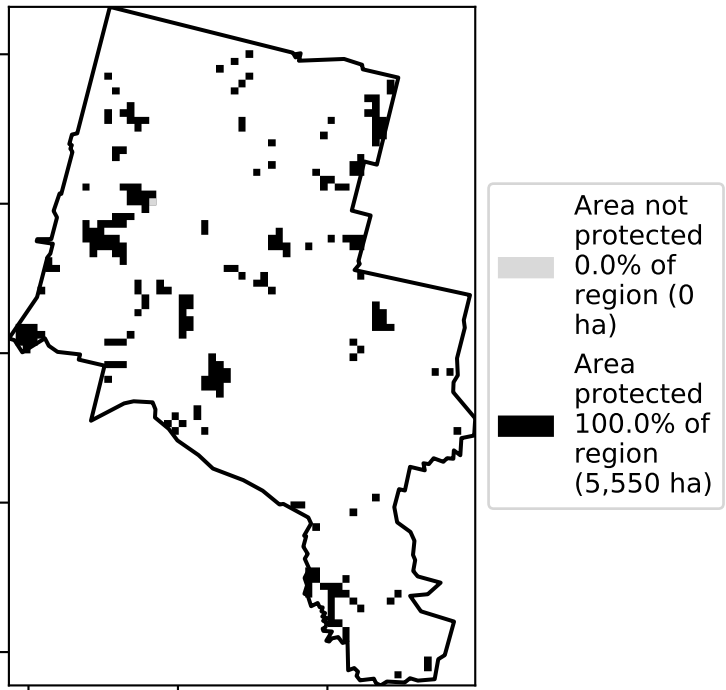 Area not
protected
0.0% of
region (0
ha)
Area
protected
100.0% of
region
(5,550 ha)